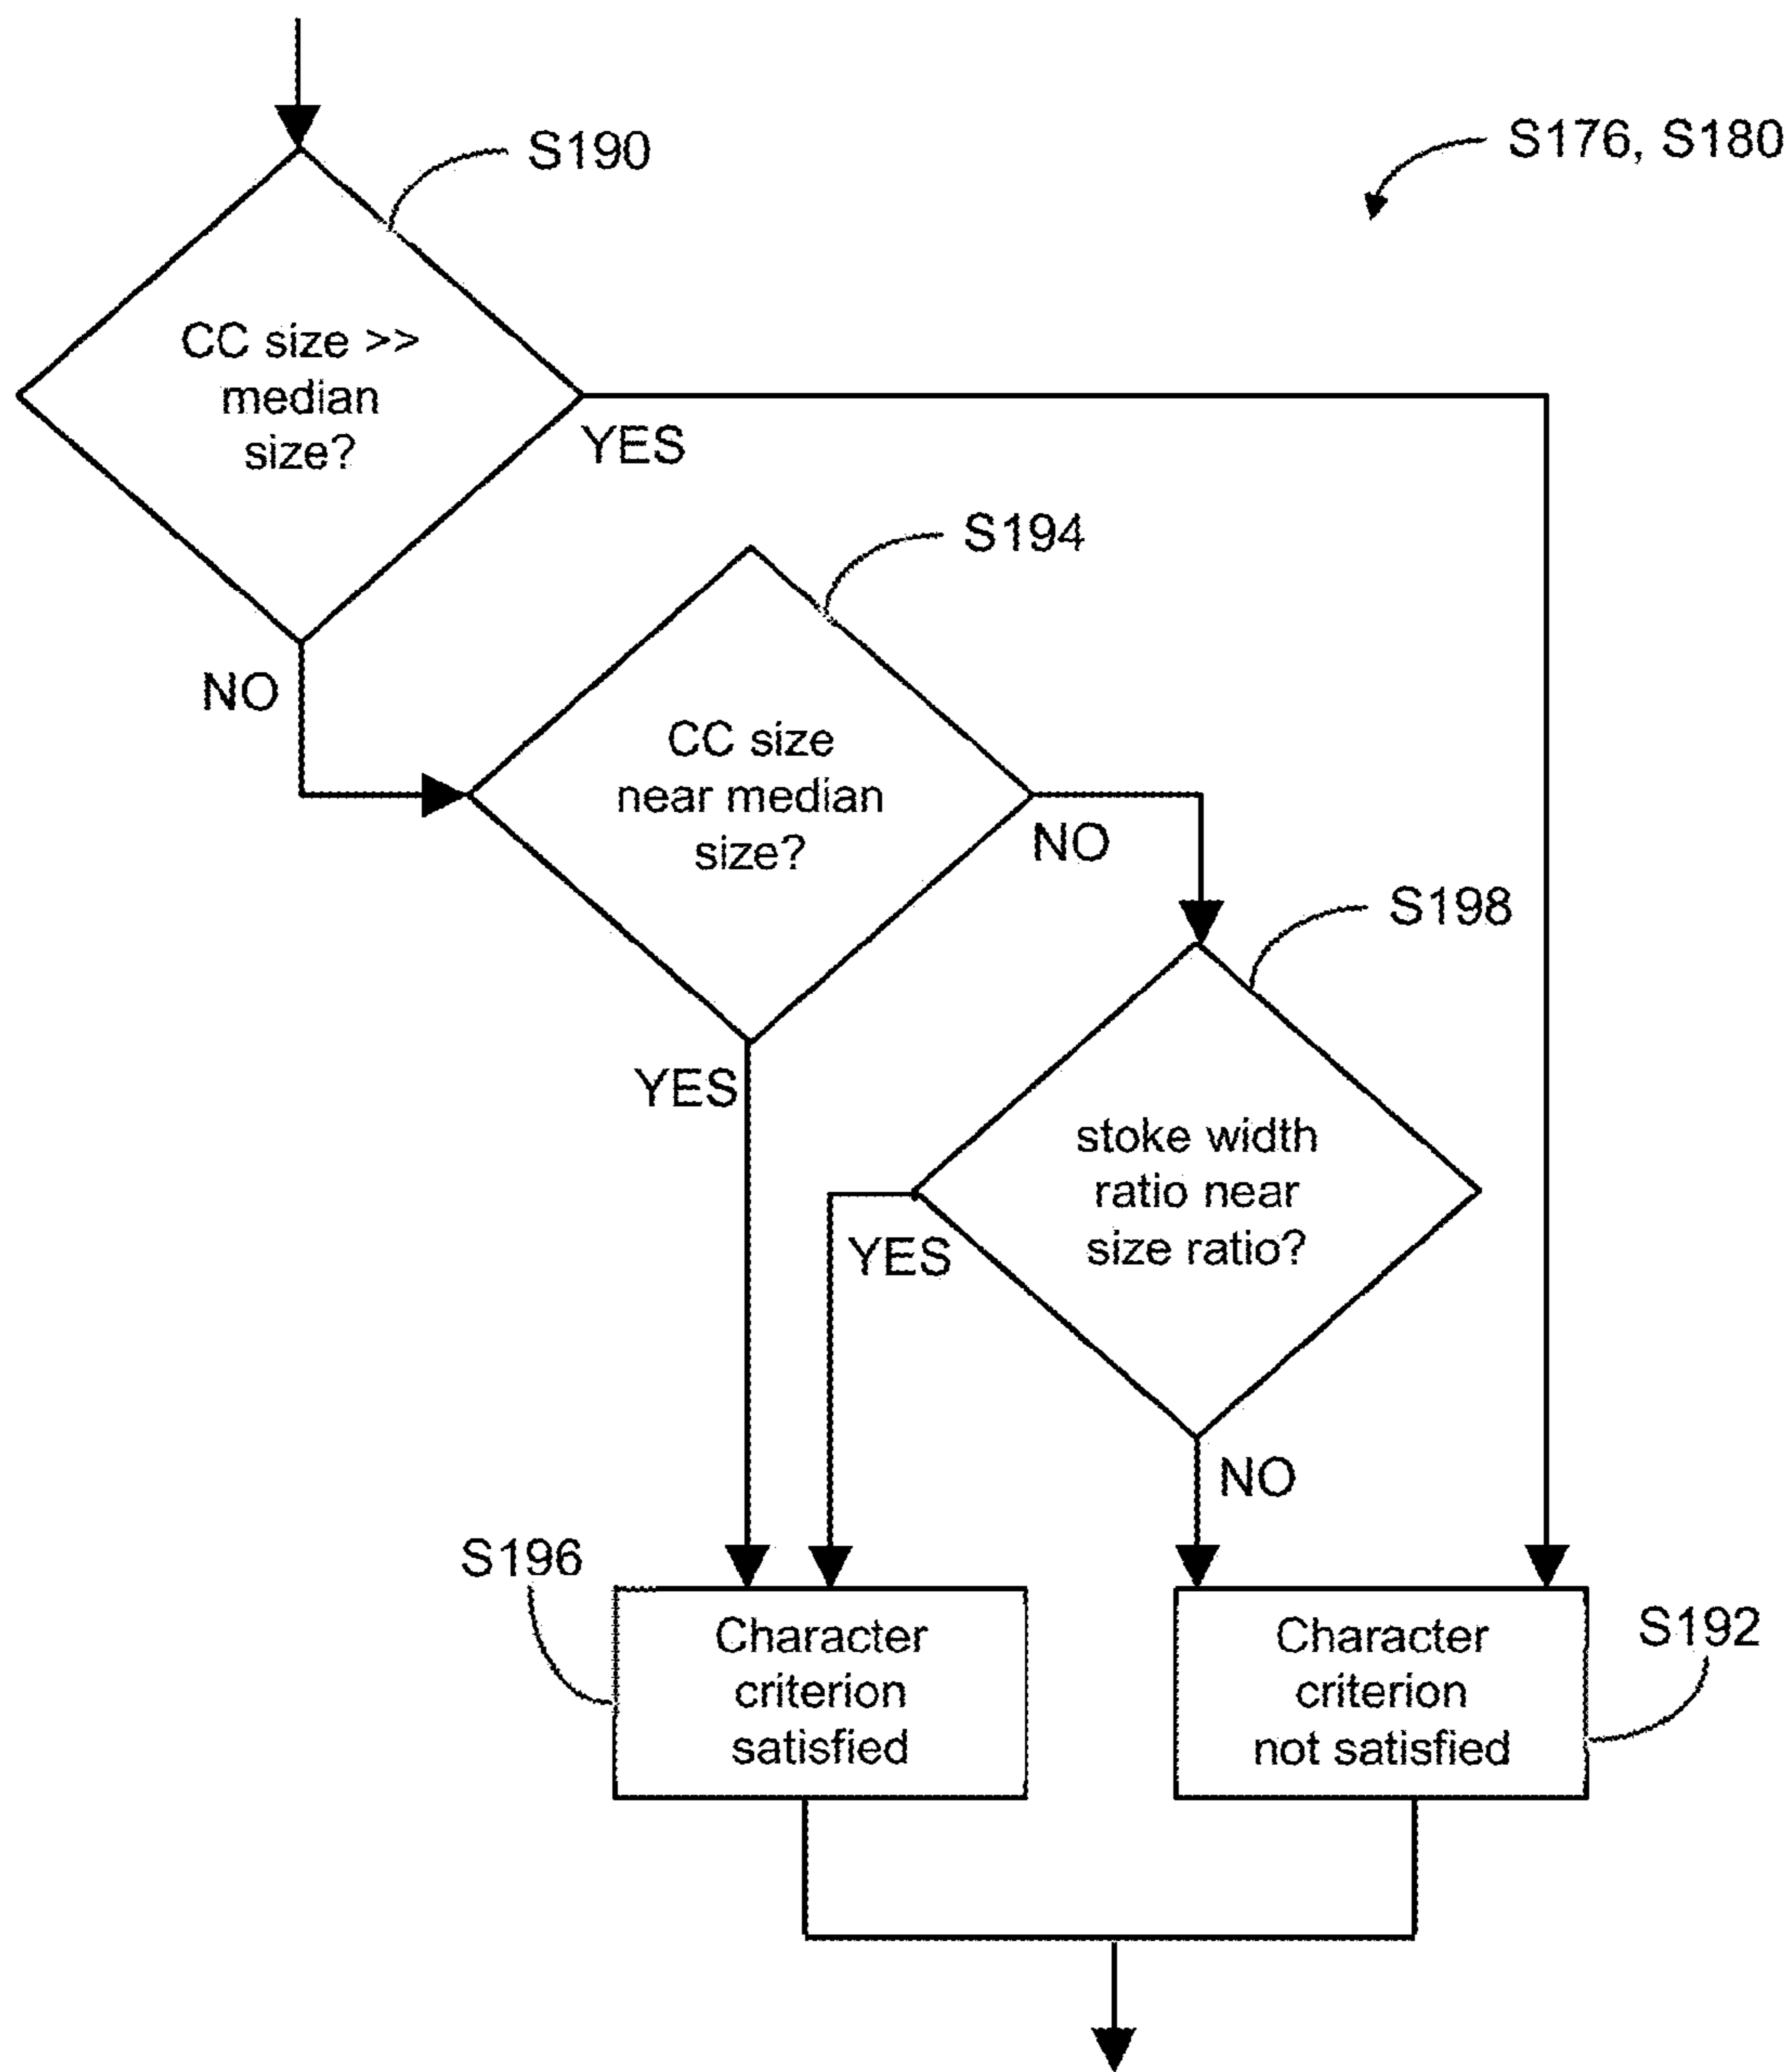 S190
S176, S180
CC size >>
median
size?
YES
NO
S194
CC size
near median
size?
NO
YES
S198
stoke width
ratio near
size ratio?
YES
NO
S196
Character
criterion
satisfied
Character
criterion
not satisfied
S192